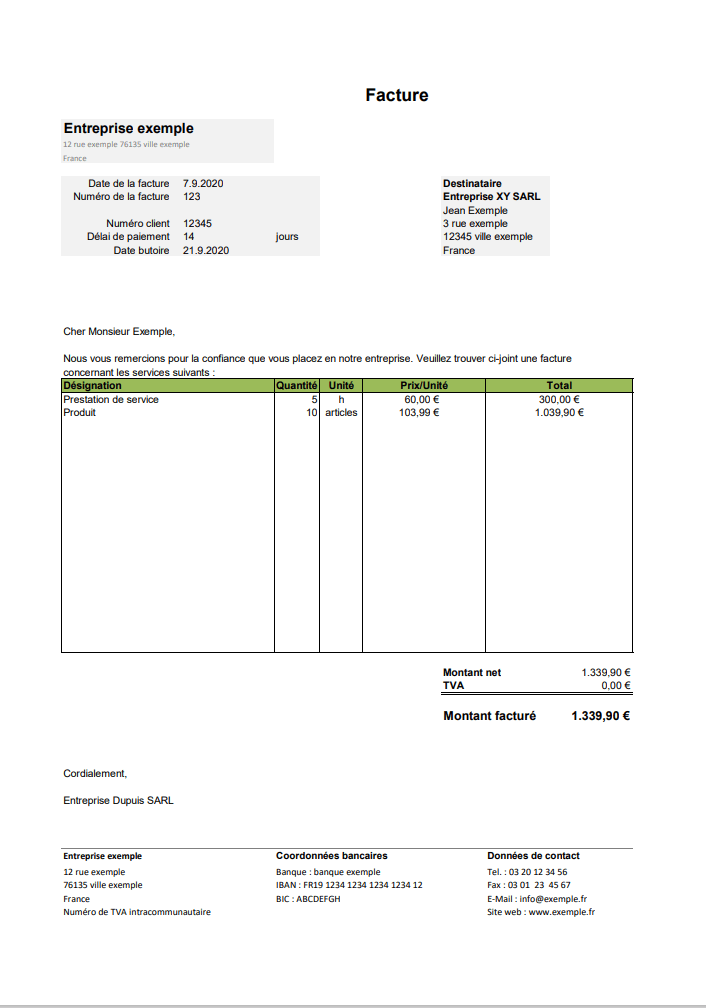 Facture
Entreprise exemple
12 rue exemple 76135 ville exemple
France
Date de la facture 7.9.2020
Numéro de la facture 123
Numéro client 12345
Délai de paiement 14 jours
Date butoire 21.9.2020
Destinataire
Entreprise XY SARL
Jean Exemple
3 rue exemple
12345 ville exemple
France
Cher Monsieur Exemple,
Nous vous remercions pour la confiance que vous placez en notre entreprise. Veuillez trouver ci-joint une facture
concernant les services suivants :
Désignation Quantité Unité Prix/Unité Total
Prestation de service 5 h 60,00 € 300,00 €
Produit 10 articles 103,99 € 1.039,90 €
Montant net 1.339,90 €
TVA 0,00 €
Montant facturé 1.339,90 €
Cordialement,
Entreprise Dupuis SARL
Entreprise exemple
12 rue exemple
76135 ville exemple
France
Numéro de TVA intracommunautaire
Coordonnées bancaires
Banque : banque exemple
IBAN : FR19 1234 1234 1234 1234 12
BIC : ABCDEFGH
Données de contact
Tel. : 03 20 12 34 56
Fax : 03 01 23 45 67
E-Mail : info@exemple.fr
Site web : www.exemple.fr